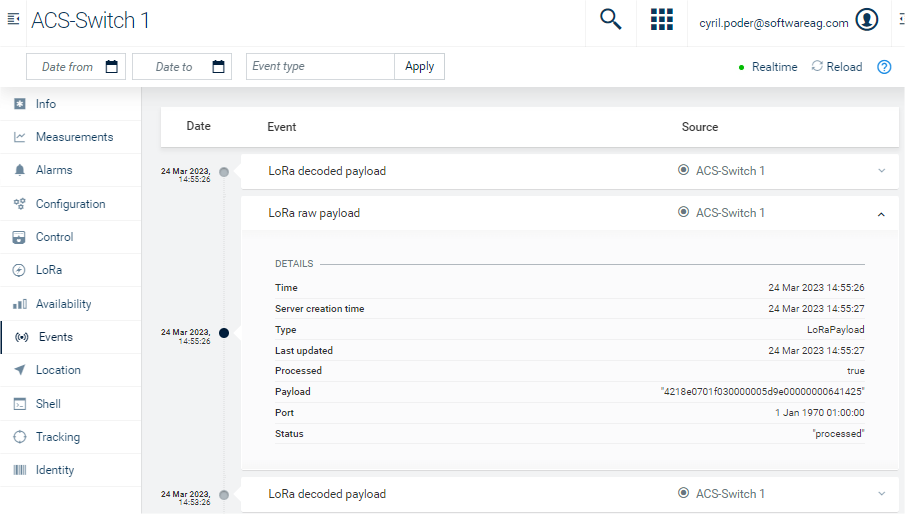 ACS-Switch 1
cyril.poder@softwareag.com
Date from
Date to
Event type
Apply
Realtime
Reload
Info
Measurements
Alarms
Configuration
Control
LoRa
Availability
Events
Location
Shell
Tracking
Identity
Date Event Source
24 Mar 2023,
14:55:26
LoRa decoded payload ACS-Switch 1
LoRa raw payload ACS-Switch 1
24 Mar 2023,
14:55:26
DETAILS
Time 24 Mar 2023 14:55:26
Server creation time 24 Mar 2023 14:55:27
Type LoRaPayload
Last updated 24 Mar 2023 14:55:27
Processed true
Payload "4218e0701f030000005d9e00000000641425"
Port 1 Jan 1970 01:00:00
Status "processed"
24 Mar 2023,
14:53:26
LoRa decoded payload ACS-Switch 1